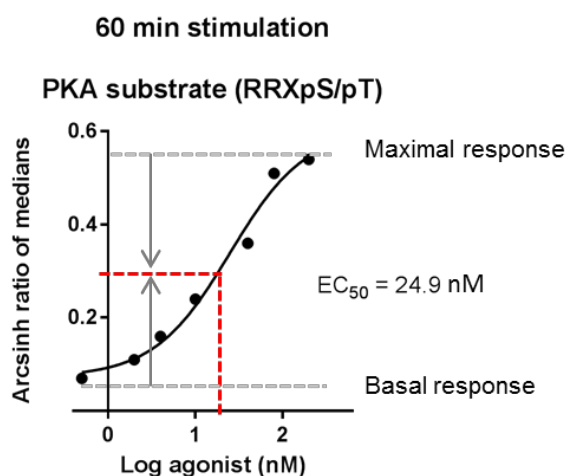 60 min stimulation
PKA substrate (RRXpS/pT)
Arcsinh ratio of medians
0.6
0.4
0.2
Maximal response
EC50 = 24.9 nM
Basal response
0
1
2
Log agonist (nM)